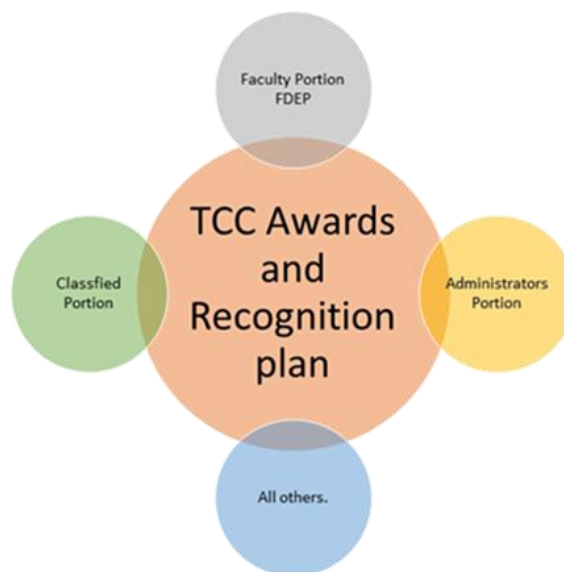 Faculty Portion
FDEP
TCC Awards
and
Recognition
plan
Classfied
Portion
Administrators
Portion
All others.